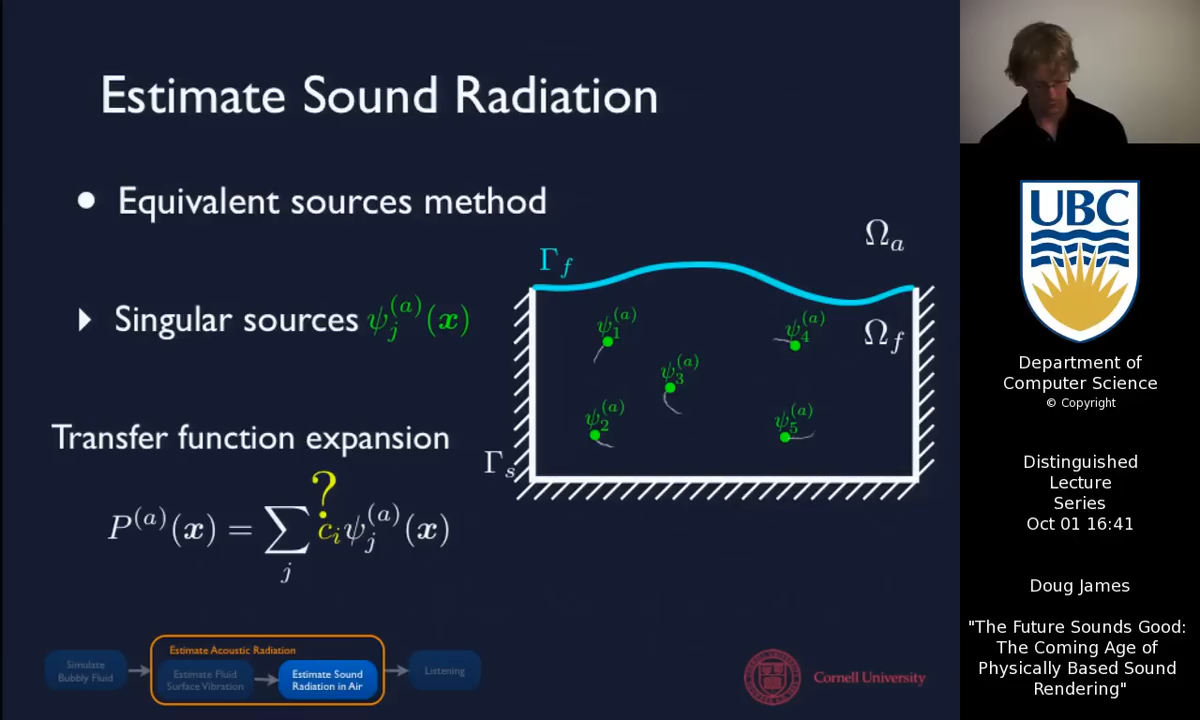 Estimate Sound Radiation
● Equivalent sources method
▶ Singular sources ψ_j^{(a)}(x)
Transfer function expansion
?
P^{(a)}(x) = ∑_j c_i ψ_j^{(a)}(x)
Γ_f
Ω_a
ψ_1^{(a)}
ψ_4^{(a)}
Ω_f
ψ_3^{(a)}
ψ_2^{(a)}
ψ_5^{(a)}
Γ_s
Estimate Acoustic Radiation
Simulate
Bubbly Fluid
Estimate Fluid
Surface Vibration
Estimate Sound
Radiation in Air
Listening
Cornell University
UBC
Department of
Computer Science
© Copyright
Distinguished
Lecture
Series
Oct 01 16:41
Doug James
"The Future Sounds Good:
The Coming Age of
Physically Based Sound
Rendering"